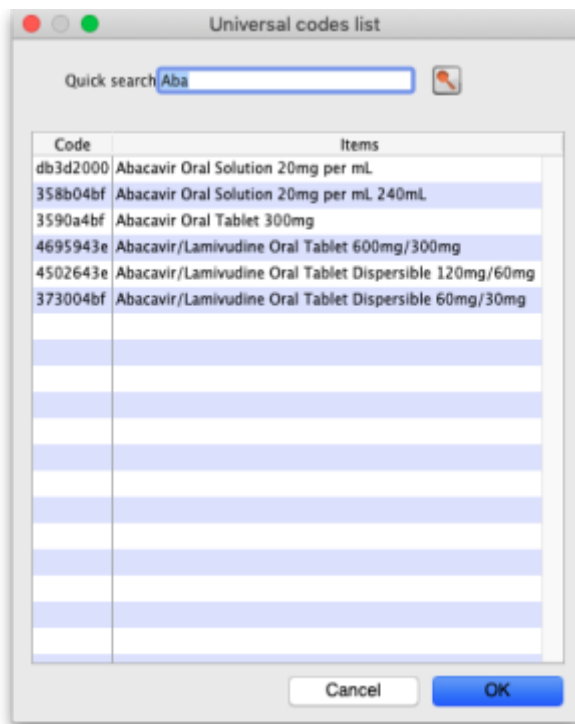 Universal codes list
Quick search Aba
Code Items
db3d2000 Abacavir Oral Solution 20mg per mL
358b04bf Abacavir Oral Solution 20mg per mL 240mL
3590a4bf Abacavir Oral Tablet 300mg
4695943e Abacavir/Lamivudine Oral Tablet 600mg/300mg
4502643e Abacavir/Lamivudine Oral Tablet Dispersible 120mg/60mg
373004bf Abacavir/Lamivudine Oral Tablet Dispersible 60mg/30mg
Cancel OK